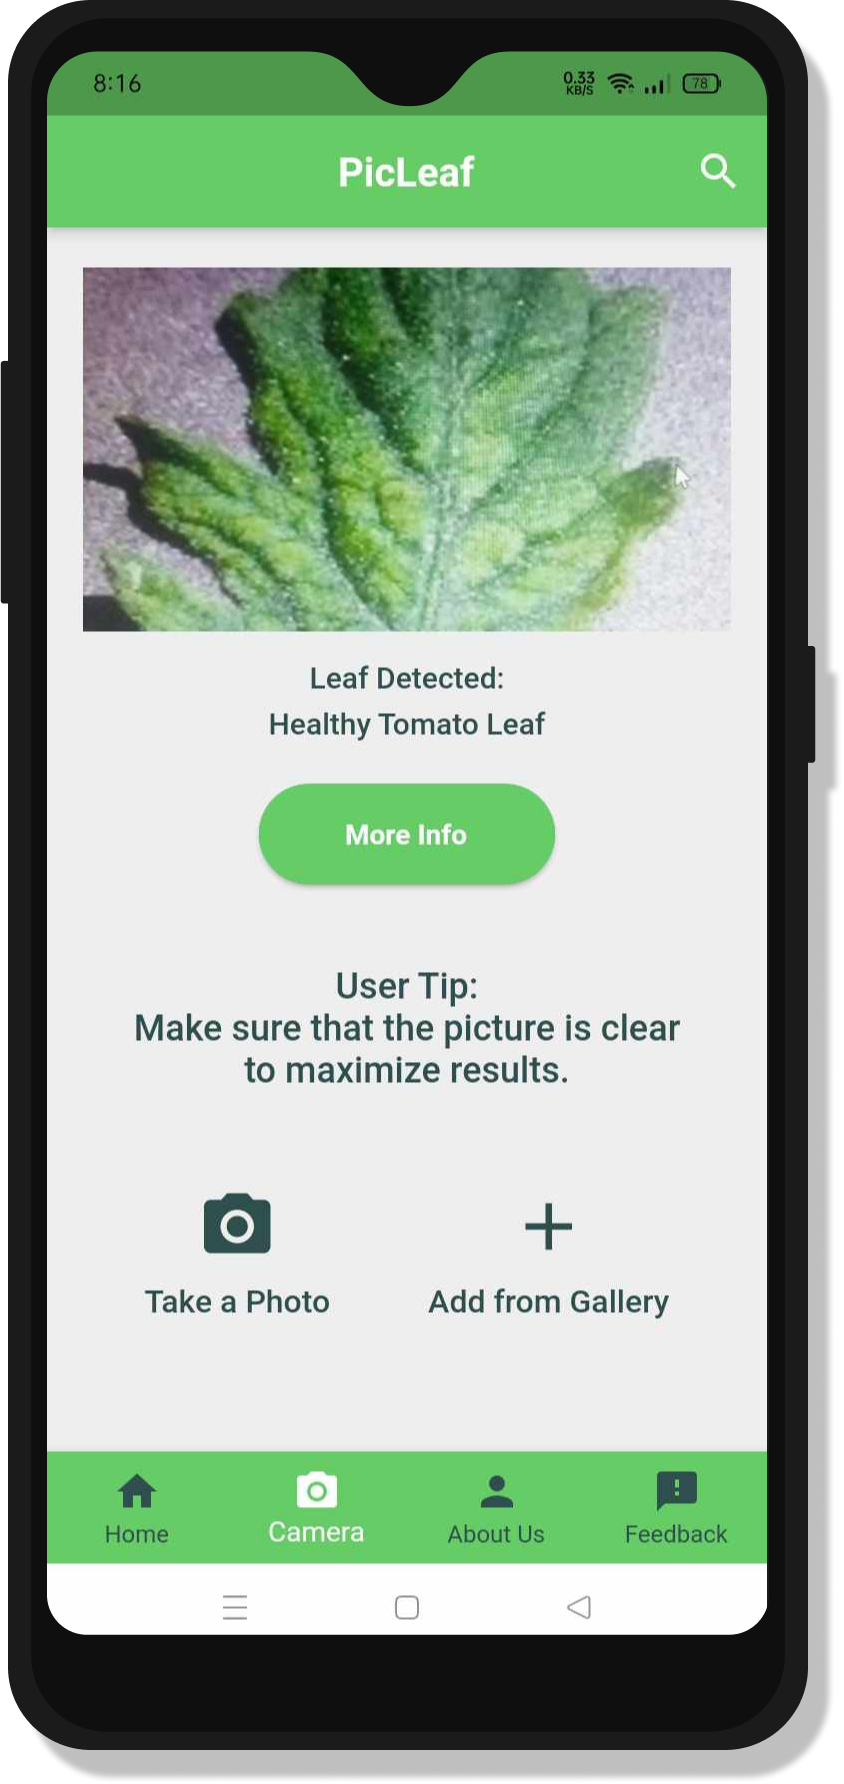 8:16
0.33
KB/S
78
PicLeaf
Leaf Detected:
Healthy Tomato Leaf
More Info
User Tip:
Make sure that the picture is clear
to maximize results.
Take a Photo
Add from Gallery
Home
Camera
About Us
Feedback